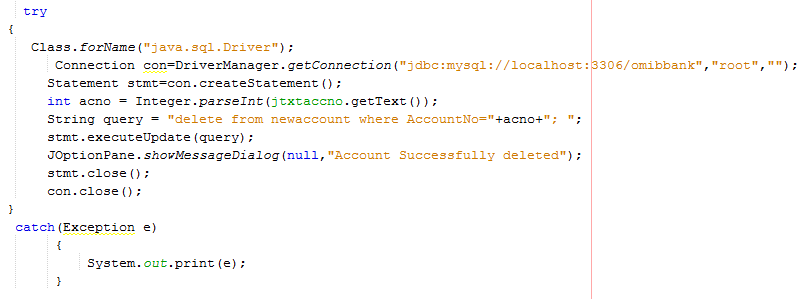 try
{
Class.forName("java.sql.Driver");
Connection con=DriverManager.getConnection("jdbc:mysql://localhost:3306/omibbank","root","");
Statement stmt=con.createStatement();
int acno = Integer.parseInt(jtxtaccno.getText());
String query = "delete from newaccount where AccountNo="+acno+"; ";
stmt.executeUpdate(query);
JOptionPane.showMessageDialog(null,"Account Successfully deleted");
stmt.close();
con.close();
}
catch(Exception e)
{
System.out.print(e);
}